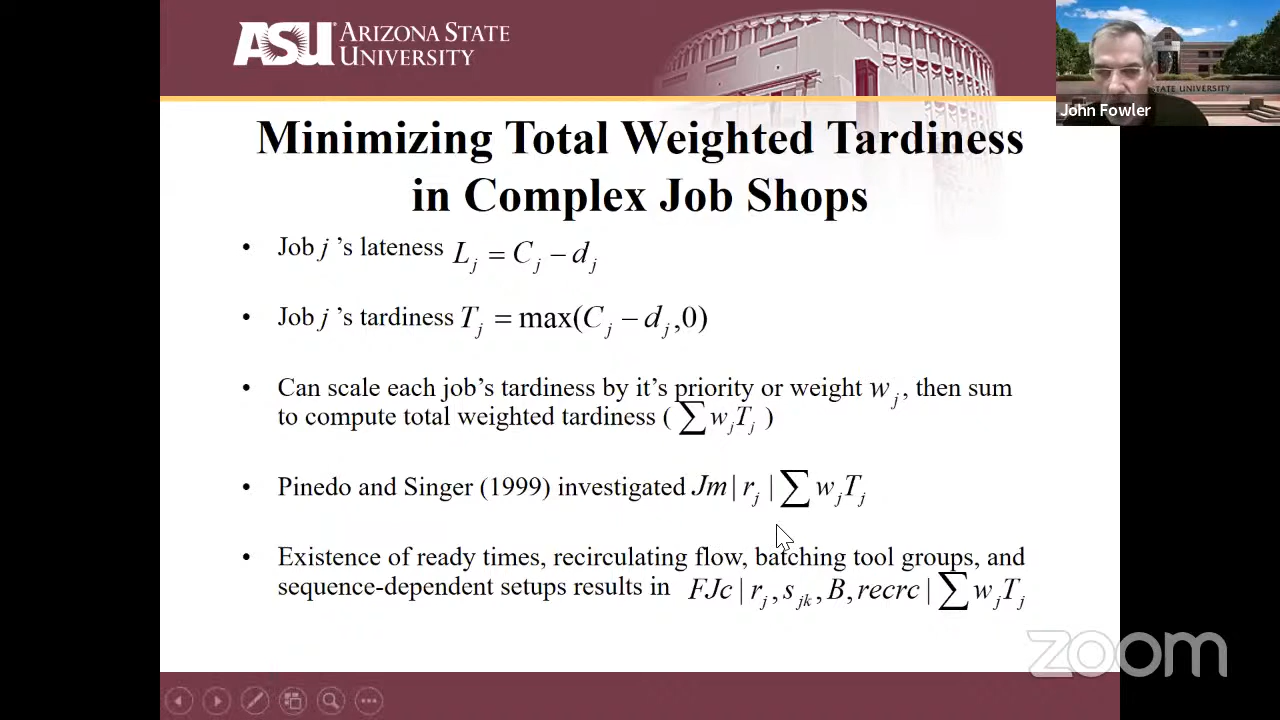 ASU ARIZONA STATE
UNIVERSITY
STATE UNIVERSITY
John Fowler
Minimizing Total Weighted Tardiness
in Complex Job Shops
• Job j 's lateness L_j = C_j − d_j
• Job j 's tardiness T_j = max(C_j − d_j ,0)
• Can scale each job's tardiness by it's priority or weight w_j , then sum
to compute total weighted tardiness ( ∑ w_j T_j )
• Pinedo and Singer (1999) investigated Jm | r_j | ∑ w_j T_j
• Existence of ready times, recirculating flow, batching tool groups, and
sequence-dependent setups results in FJc | r_j , s_jk , B, recrc | ∑ w_j T_j
zoom